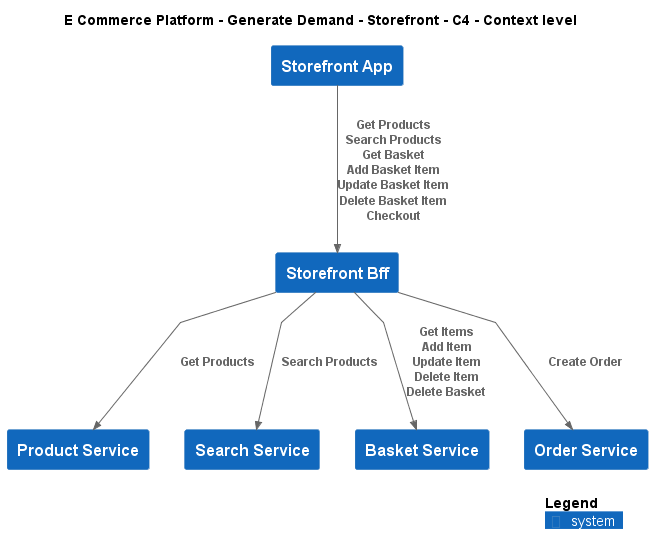 E Commerce Platform - Generate Demand - Storefront - C4 - Context level
Storefront App
Get Products
Search Products
Get Basket
Add Basket Item
Update Basket Item
Delete Basket Item
Checkout
Storefront Bff
Get Products
Search Products
Get Items
Add Item
Update Item
Delete Item
Delete Basket
Create Order
Product Service
Search Service
Basket Service
Order Service
Legend
system